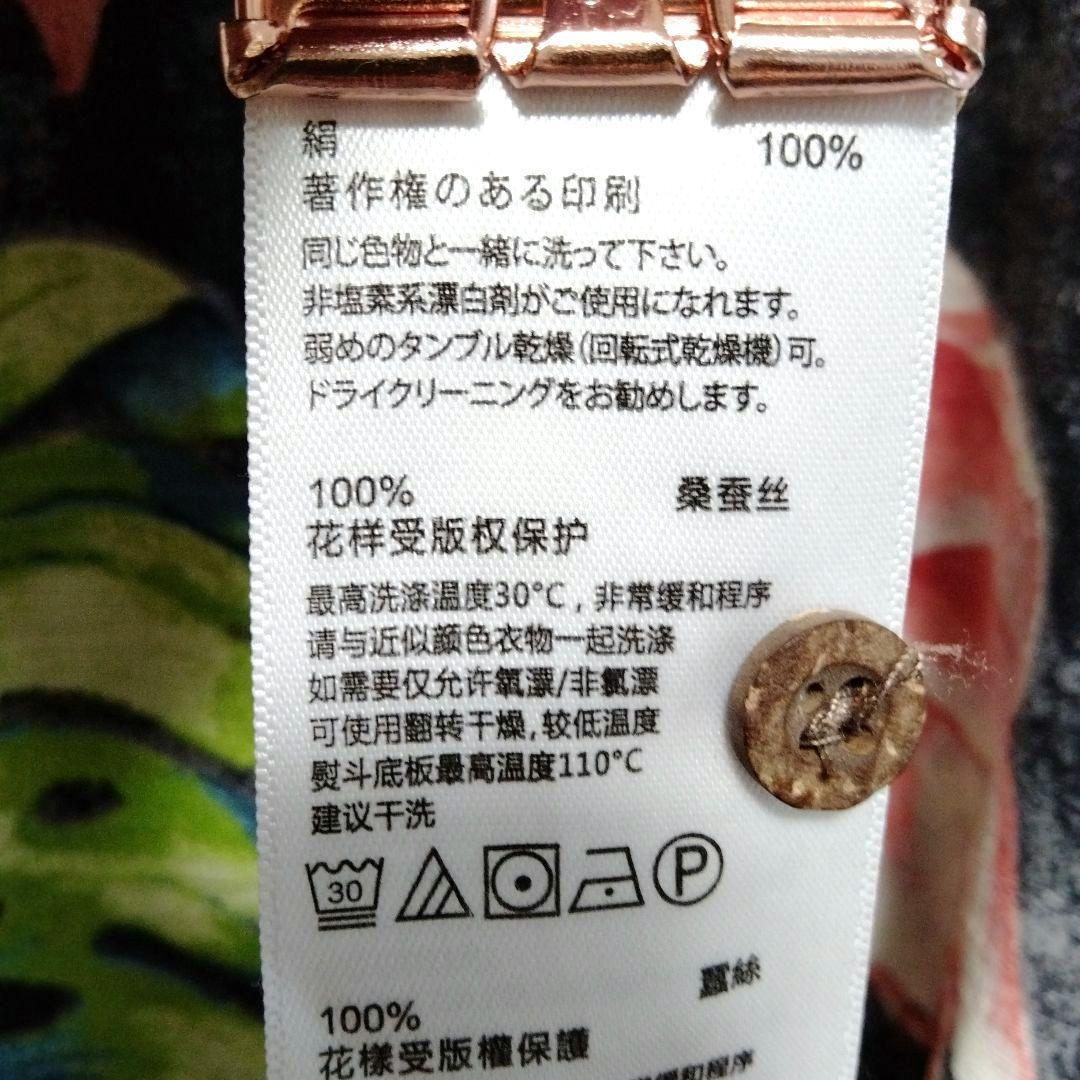 絹 100%
著作権のある印刷
同じ色物と一緒に洗って下さい。
非塩素系漂白剤がご使用になれます。
弱めのタンブル乾燥(回転式乾燥機)可。
ドライクリーニングをお勧めします。
100% 桑蚕丝
花样受版权保护
最高洗涤温度30°C，非常缓和程序
请与近似颜色衣物一起洗涤
如需要仅允许氧漂/非氯漂
可使用翻转干燥,较低温度
熨斗底板最高温度110°C
建议干洗
30 P
100% 蠶絲
花樣受版權保護
緩和程序